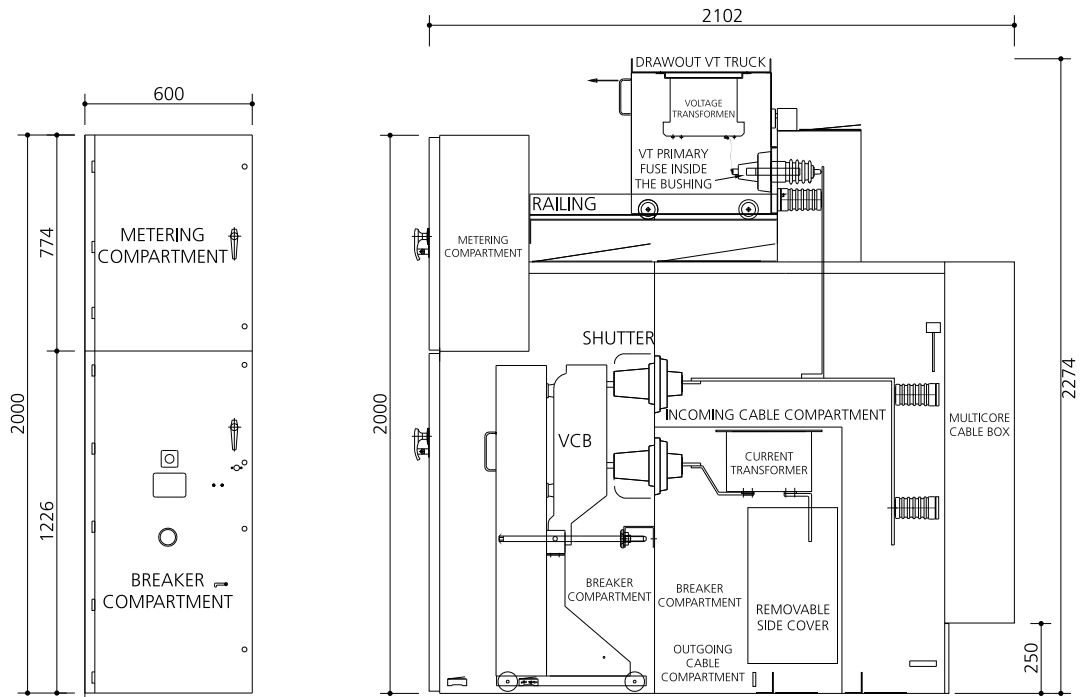 2102
DRAWOUT VT TRUCK
600
VOLTAGE
TRANSFORMEN
VT PRIMARY
FUSE INSIDE
THE BUSHING
RAILING
METERING
COMPARTMENT
774
METERING
COMPARTMENT
SHUTTER
2000
2000
2274
INCOMING CABLE COMPARTMENT
MULTICORE
CABLE BOX
VCB
CURRENT
TRANSFORMER
1226
BREAKER
COMPARTMENT
BREAKER
COMPARTMENT
BREAKER
COMPARTMENT
REMOVABLE
SIDE COVER
OUTGOING
CABLE
COMPARTMENT
250